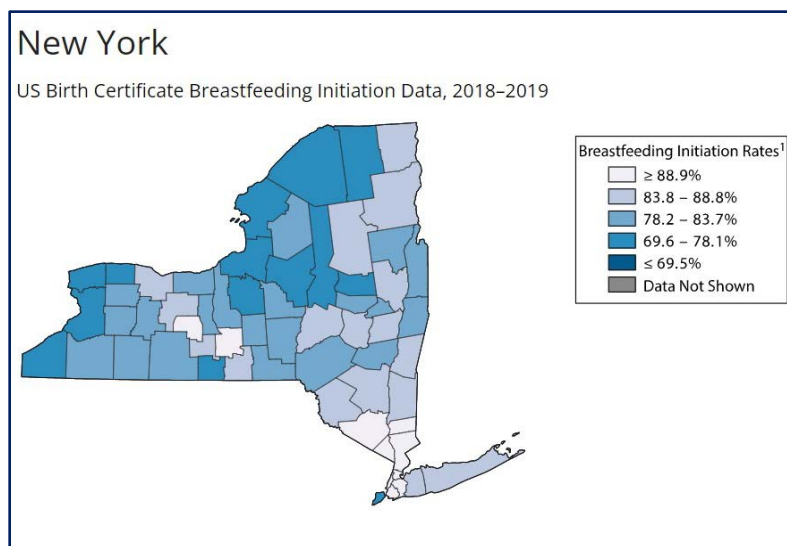 New York
US Birth Certificate Breastfeeding Initiation Data, 2018–2019
Breastfeeding Initiation Rates¹
≥ 88.9%
83.8 – 88.8%
78.2 – 83.7%
69.6 – 78.1%
≤ 69.5%
Data Not Shown